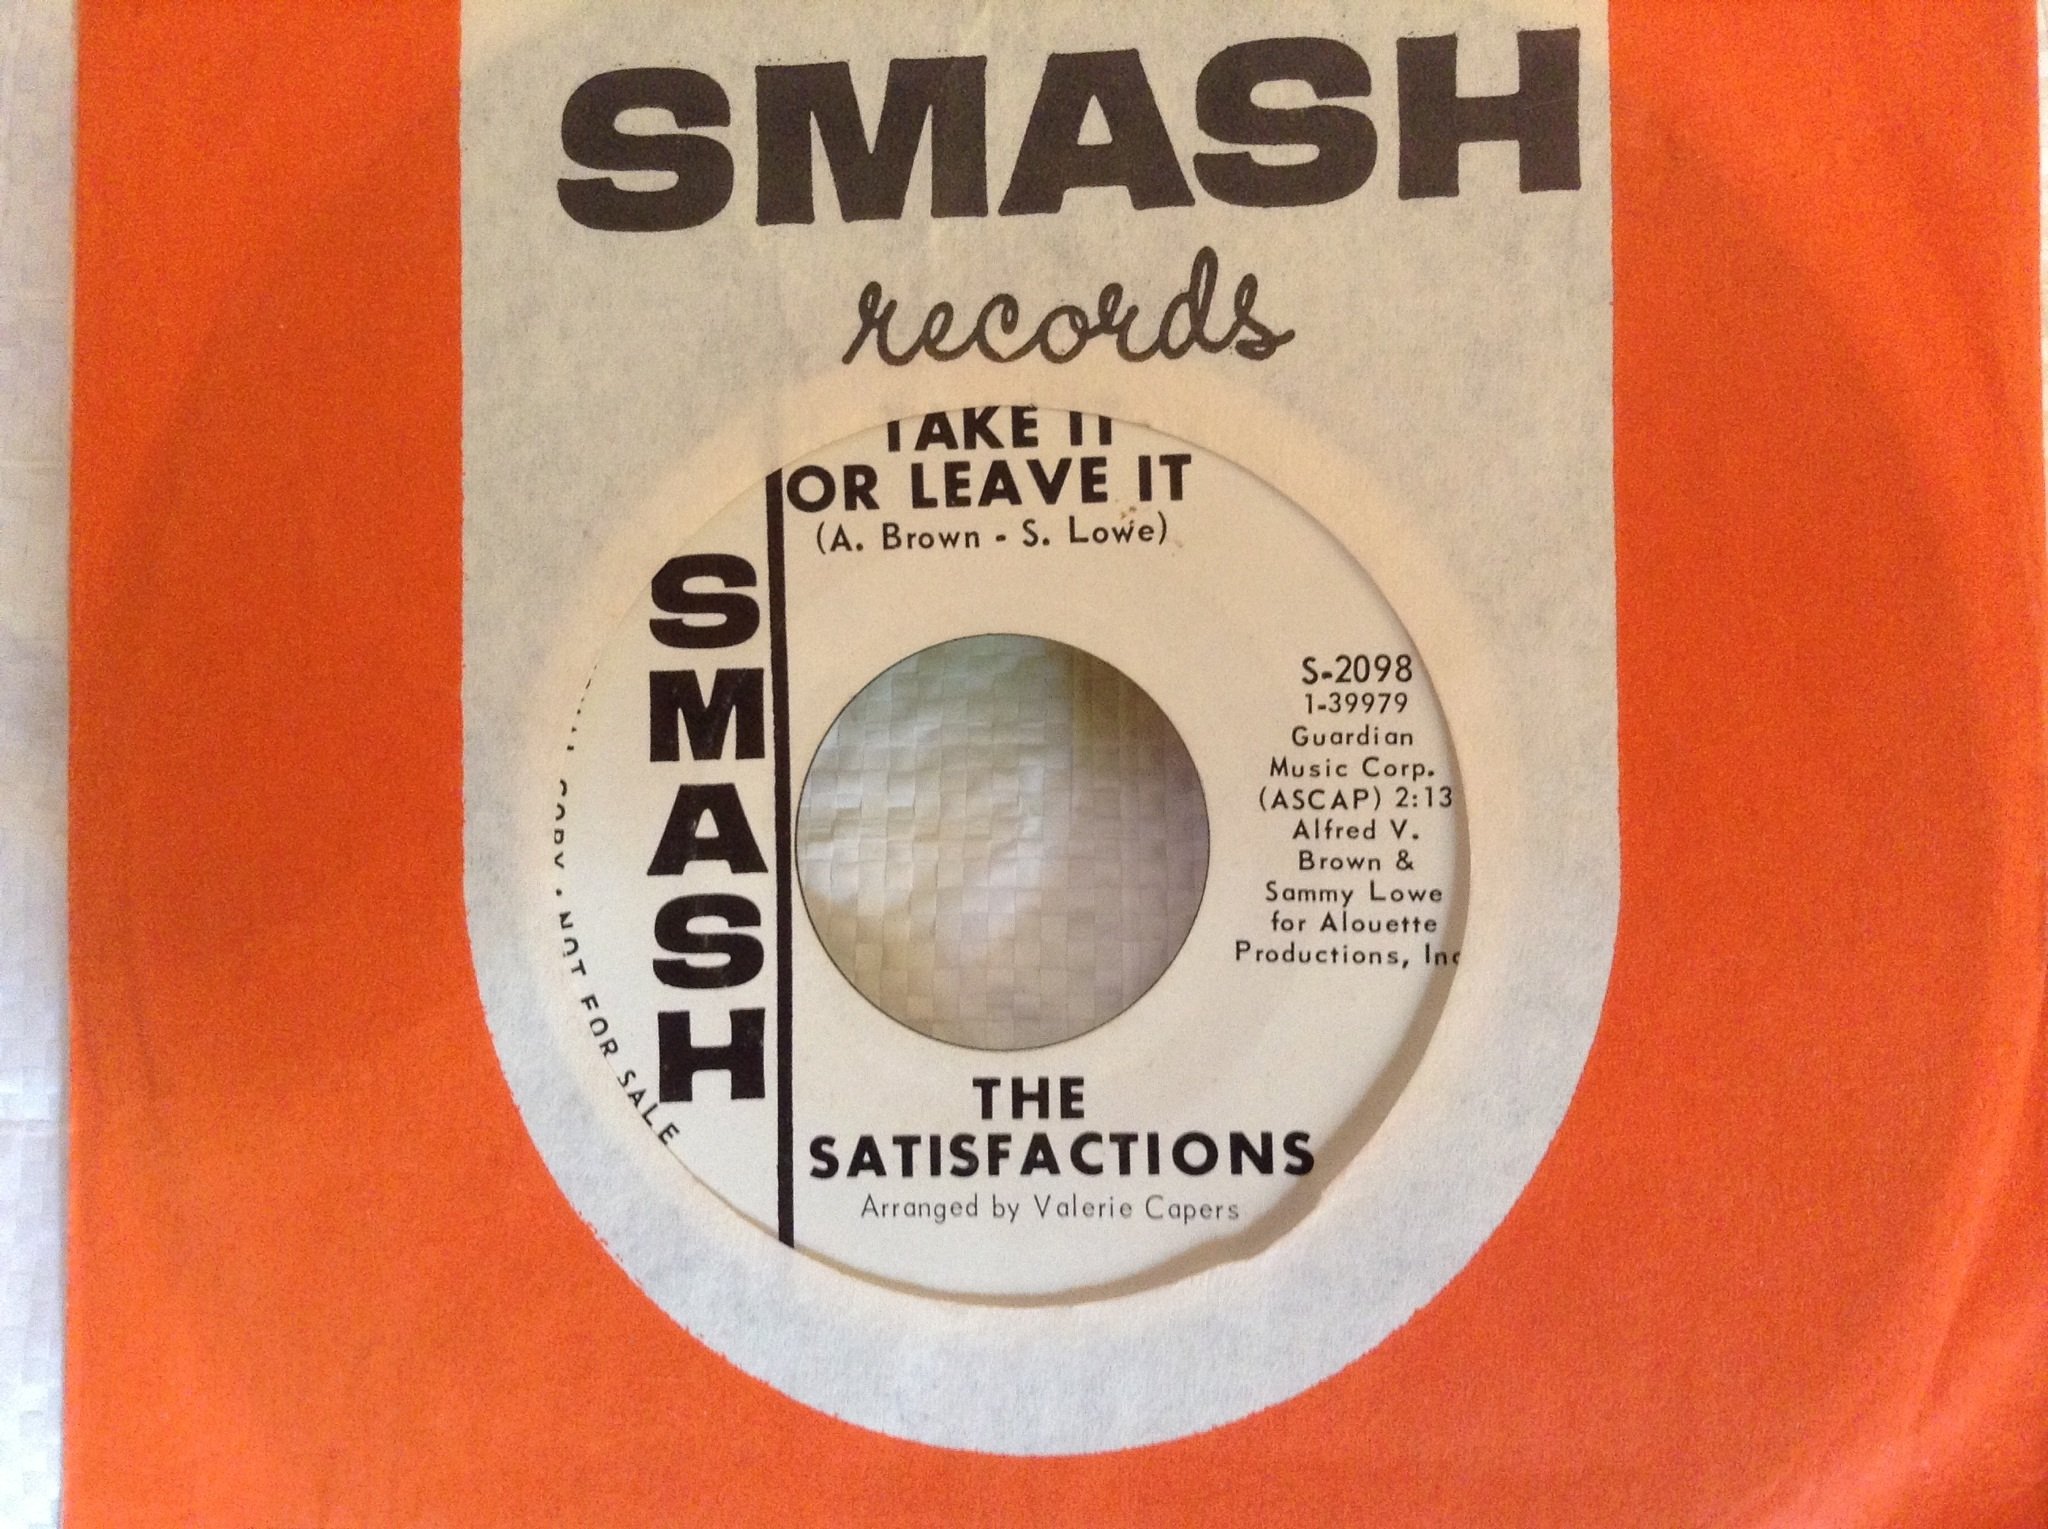 SMASH
records
TAKE IT
OR LEAVE IT
(A. Brown - S. Lowe)
SMASH
COPY • NOT FOR SALE
S-2098
1-39979
Guardian
Music Corp.
(ASCAP) 2:13
Alfred V.
Brown &
Sammy Lowe
for Alouette
Productions, Inc
THE
SATISFACTIONS
Arranged by Valerie Capers